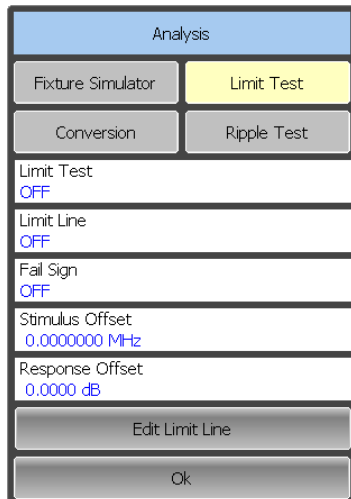 Analysis
Fixture Simulator
Limit Test
Conversion
Ripple Test
Limit Test
OFF
Limit Line
OFF
Fail Sign
OFF
Stimulus Offset
0.0000000 MHz
Response Offset
0.0000 dB
Edit Limit Line
Ok